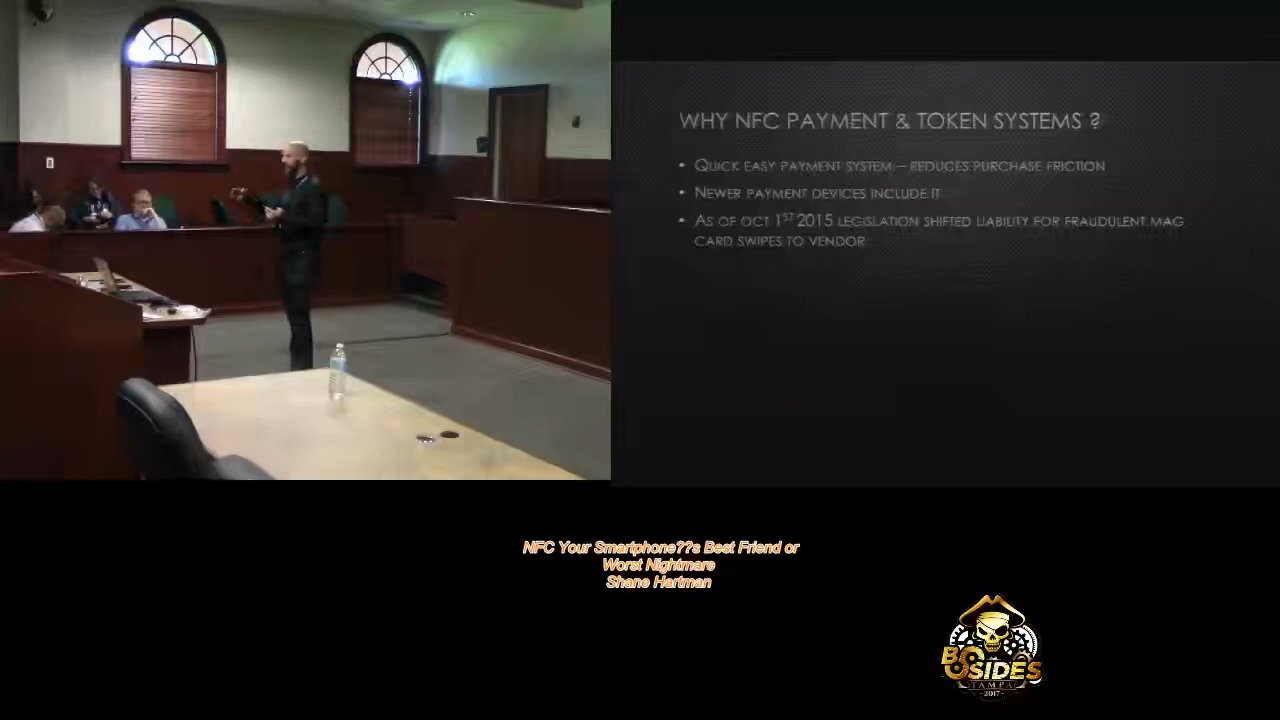 WHY NFC PAYMENT & TOKEN SYSTEMS ?
• QUICK EASY PAYMENT SYSTEM – REDUCES PURCHASE FRICTION
• NEWER PAYMENT DEVICES INCLUDE IT
• AS OF OCT 1ST 2015 LEGISLATION SHIFTED LIABILITY FOR FRAUDULENT MAG
CARD SWIPES TO VENDOR
NFC Your Smartphone??s Best Friend or
Worst Nightmare
Shane Hartman
BSIDES
TAMPA
-2017-